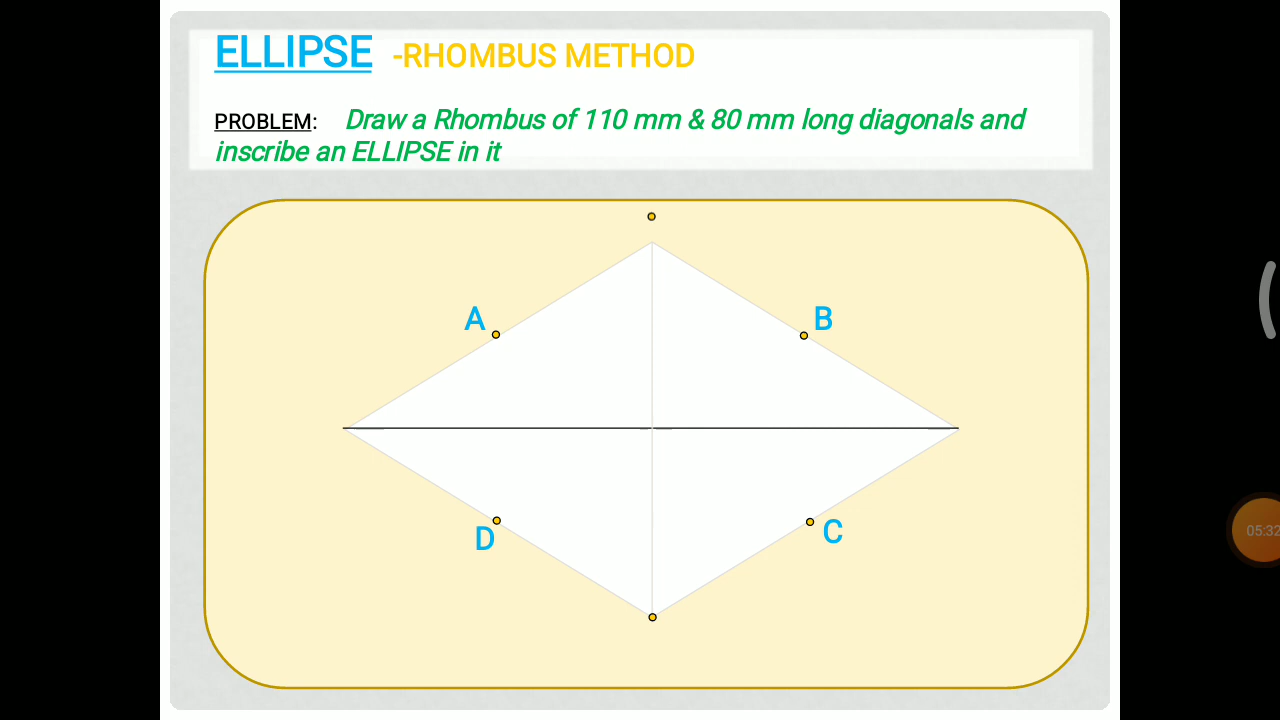 ELLIPSE -RHOMBUS METHOD
PROBLEM: Draw a Rhombus of 110 mm & 80 mm long diagonals and
inscribe an ELLIPSE in it
A
B
D
C
05:32